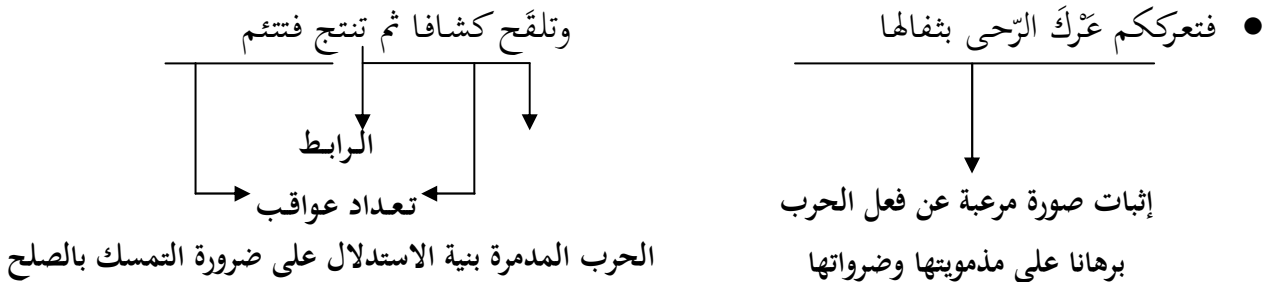 ● فتعرككم عَرْكَ الرّحى بثفالها وتلقَح كشافا ثم تنتج فتتئم
الرابط
إثبات صورة مرعبة عن فعل الحرب
تعداد عواقب
برهانا على مذمويتها وضرواتها
الحرب المدمرة بنية الاستدلال على ضرورة التمسك بالصلح